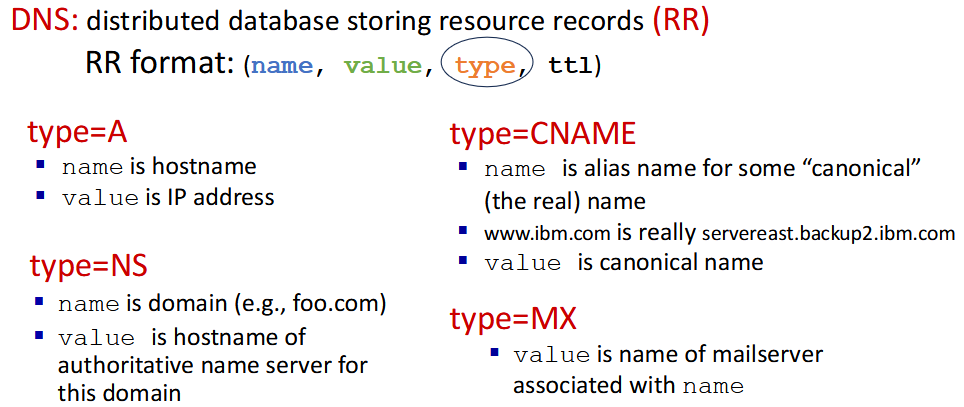 DNS: distributed database storing resource records (RR)
RR format: (name, value, type, ttl)
type=A
▪ name is hostname
▪ value is IP address
type=NS
▪ name is domain (e.g., foo.com)
▪ value is hostname of
authoritative name server for
this domain
type=CNAME
▪ name is alias name for some “canonical”
(the real) name
▪ www.ibm.com is really servereast.backup2.ibm.com
▪ value is canonical name
type=MX
▪ value is name of mailserver
associated with name